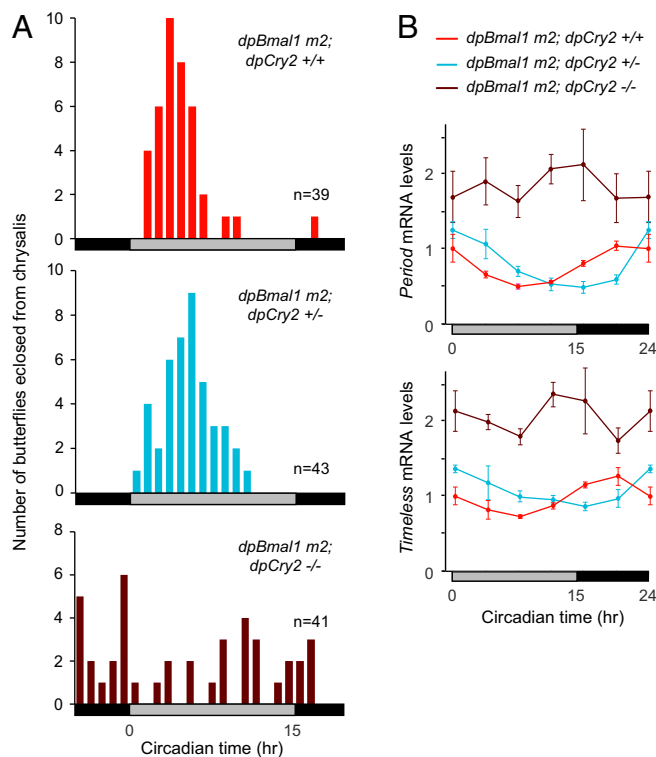 A
Number of butterflies eclosed from chrysalis
10
8
6
4
2
0
dpBmal1 m2;
dpCry2 +/+
n=39
10
8
6
4
2
0
dpBmal1 m2;
dpCry2 +/-
n=43
8
6
4
2
0
dpBmal1 m2;
dpCry2 -/-
n=41
0
15
Circadian time (hr)
B
dpBmal1 m2; dpCry2 +/+
dpBmal1 m2; dpCry2 +/-
dpBmal1 m2; dpCry2 -/-
Period mRNA levels
2
1
0
0
15
24
Timeless mRNA levels
2
1
0
0
15
24
Circadian time (hr)